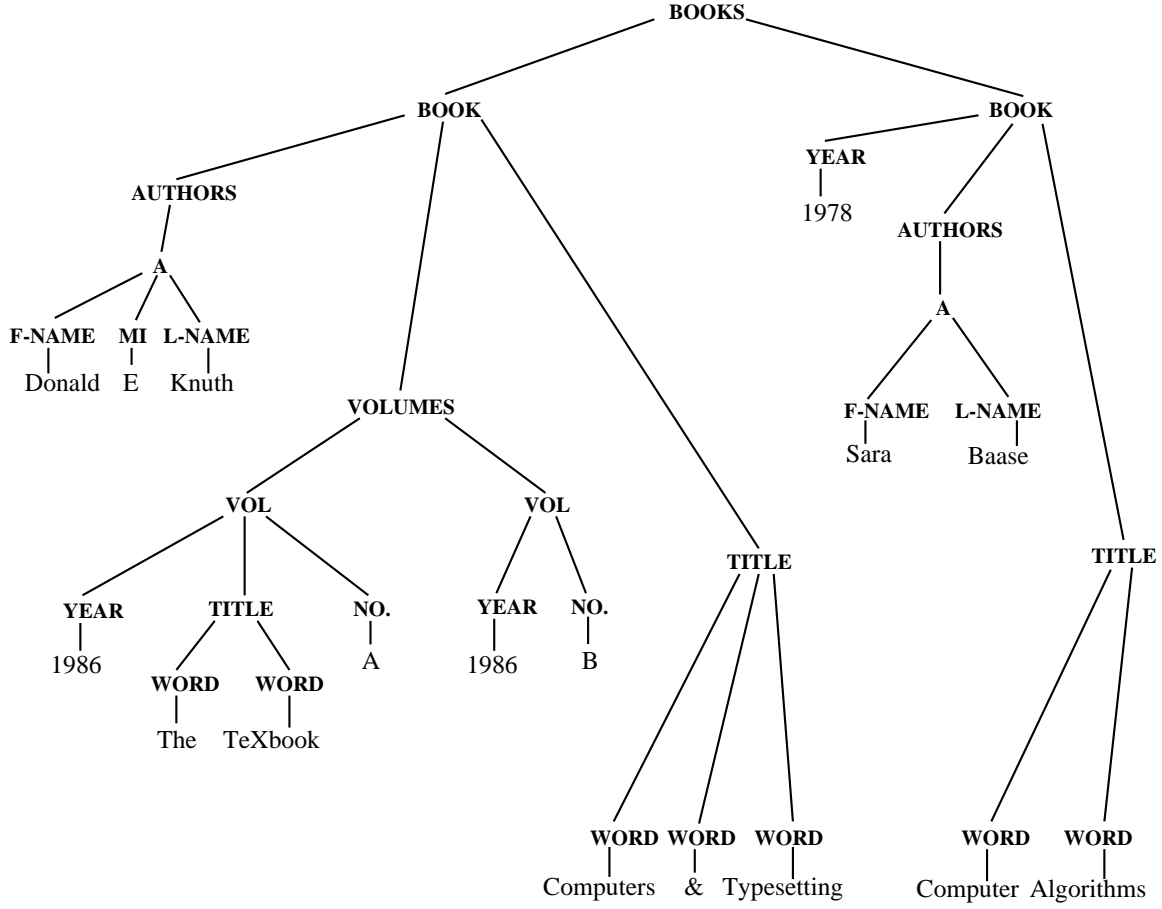 BOOKS
BOOK BOOK
YEAR
AUTHORS
1978
AUTHORS
A
A
F-NAME MI L-NAME
Donald E Knuth
VOLUMES F-NAME L-NAME
Sara Baase
VOL VOL
TITLE
TITLE
YEAR TITLE NO. YEAR NO.
1986 A 1986 B
WORD WORD
The TeXbook
WORD WORD WORD WORD WORD
Computers & Typesetting Computer Algorithms